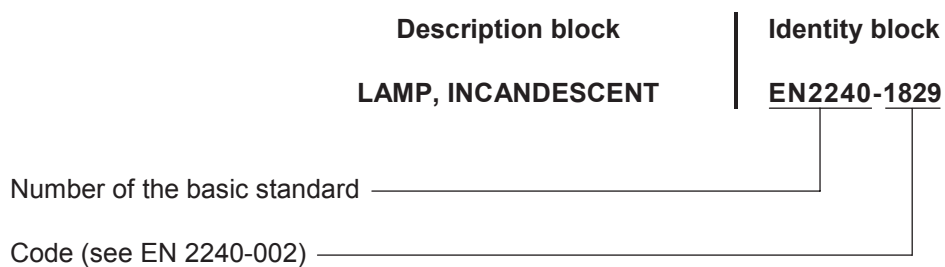 Description block Identity block
LAMP, INCANDESCENT EN2240-1829
Number of the basic standard
Code (see EN 2240-002)